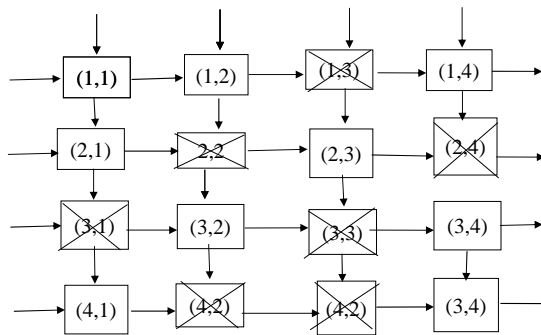 (1,1) (1,2) (1,3) (1,4)
(2,1) 2,2 (2,3) (2,4)
(3,1) (3,2) (3,3) (3,4)
(4,1) (4,2) (4,2) (3,4)